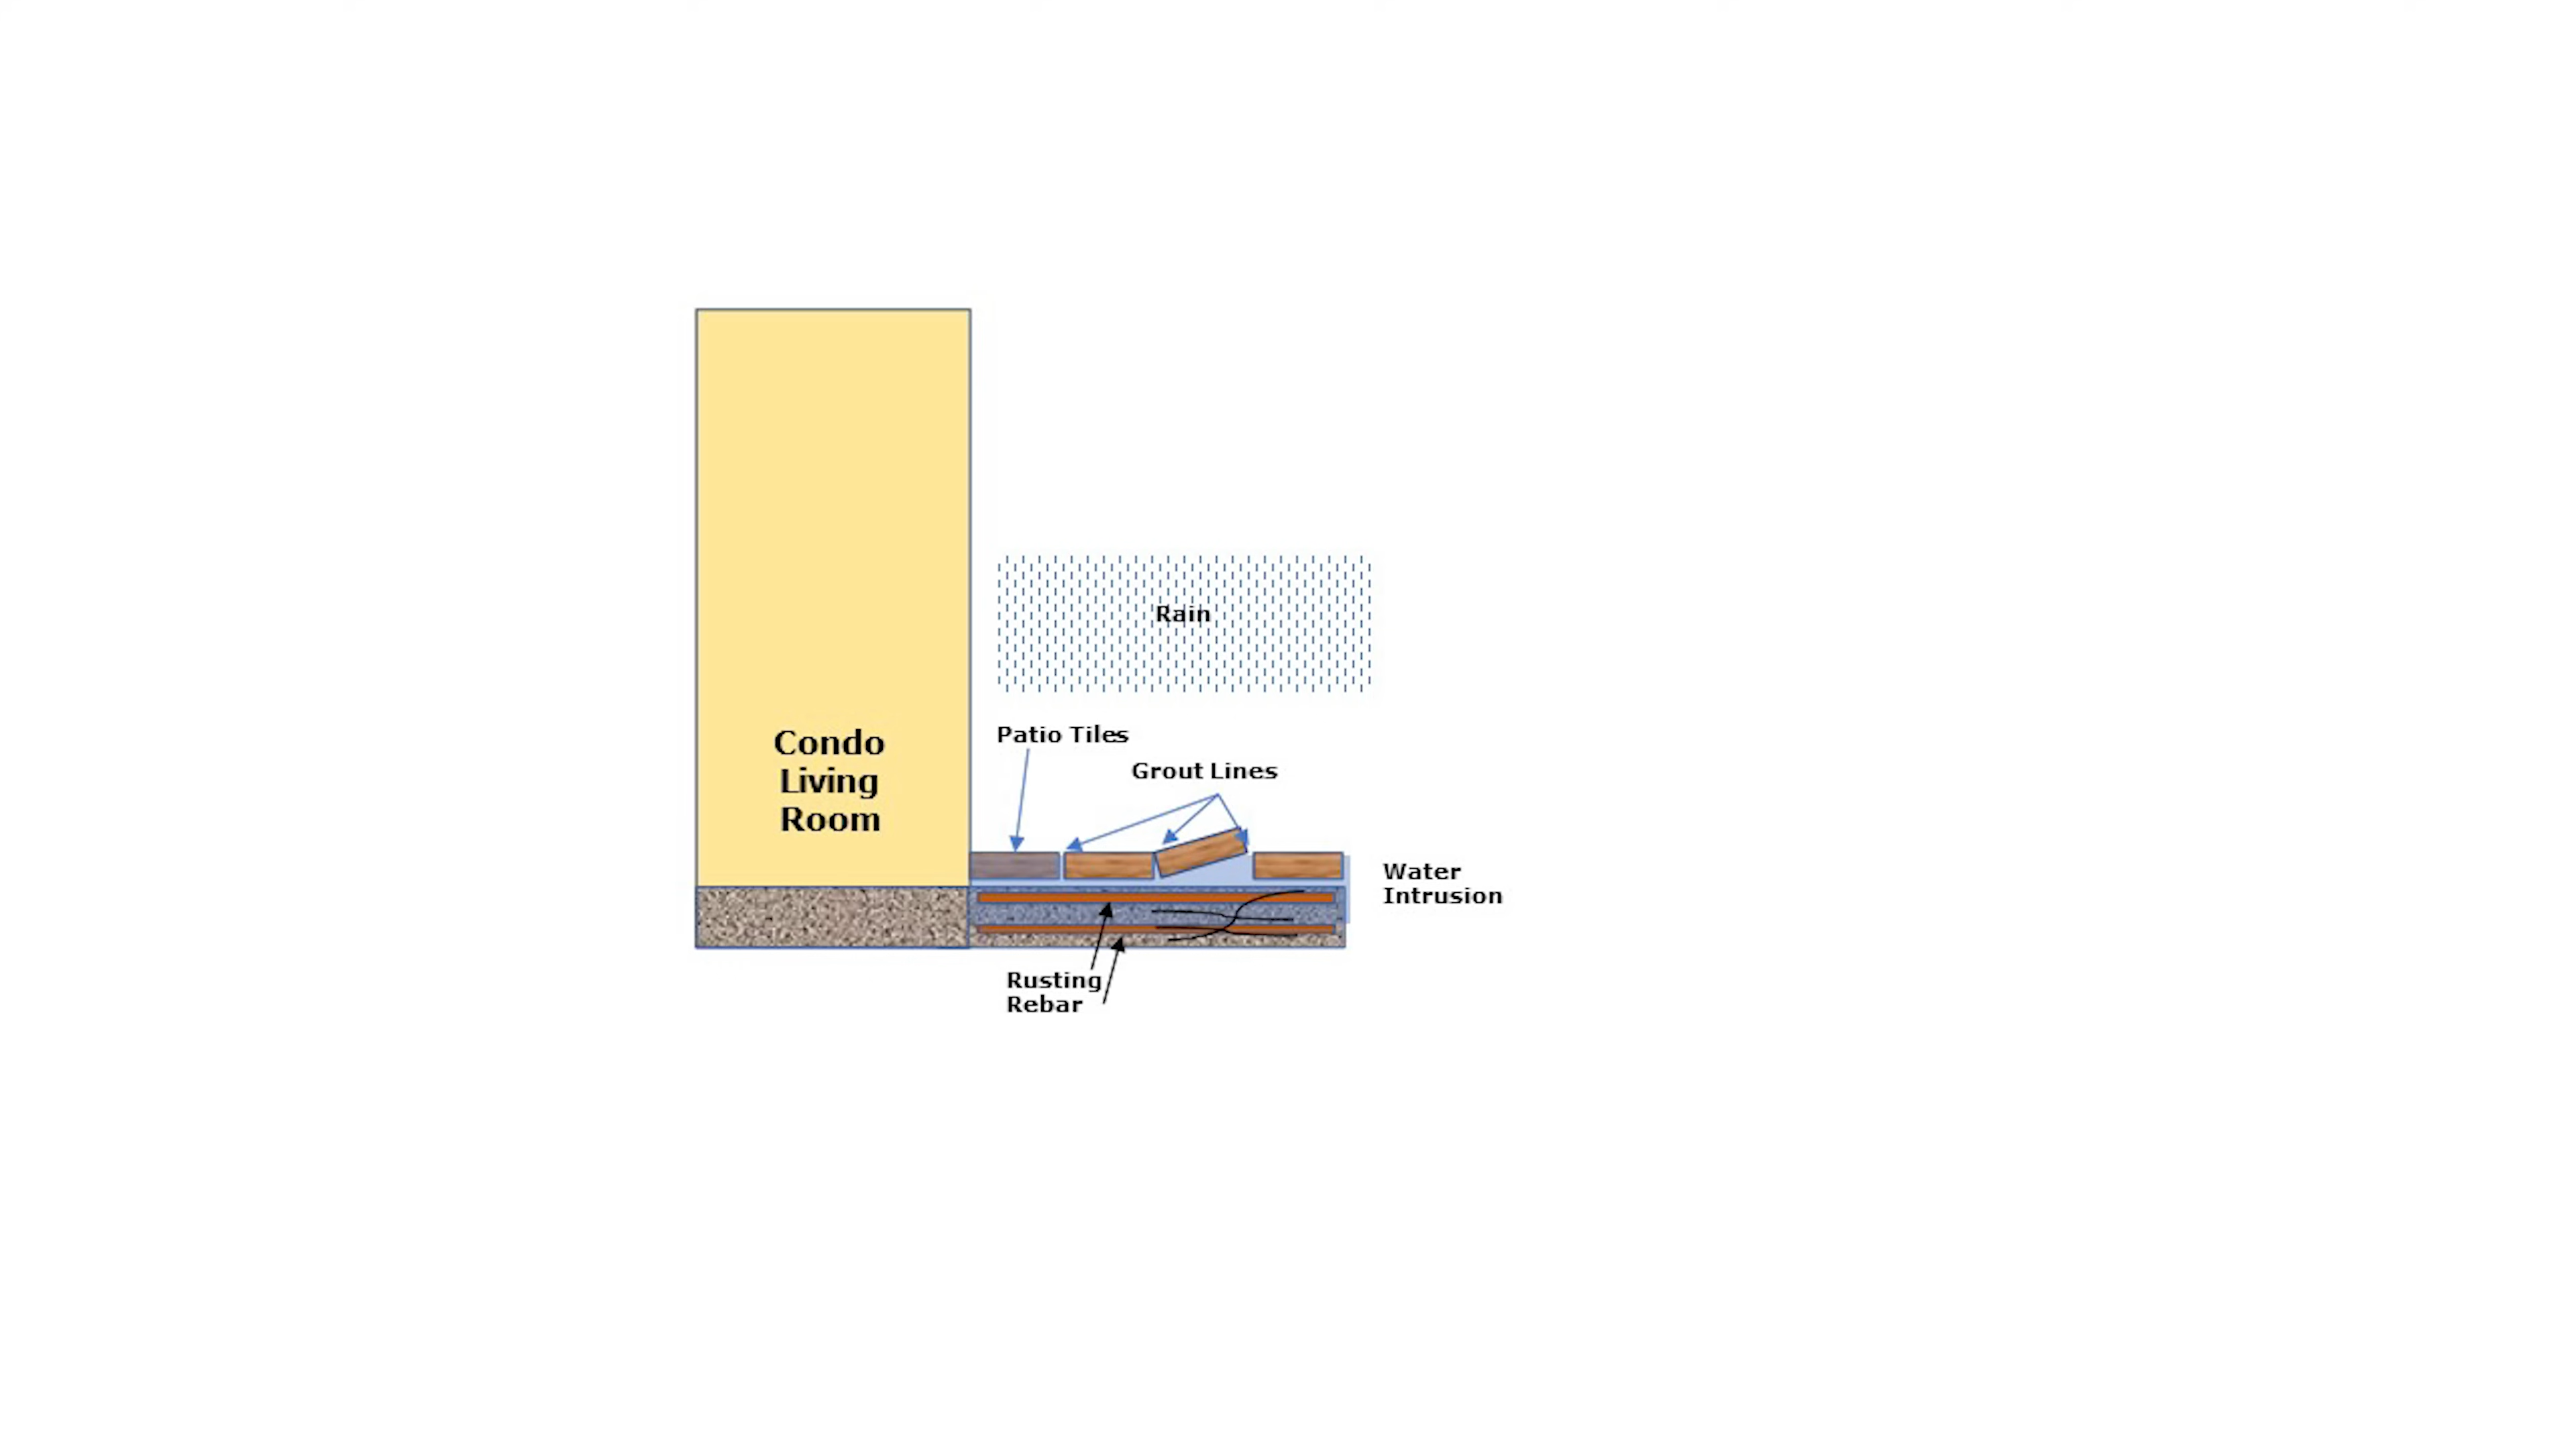 Rain
Patio Tiles
Grout Lines
Condo
Living
Room
Water
Intrusion
Rusting
Rebar